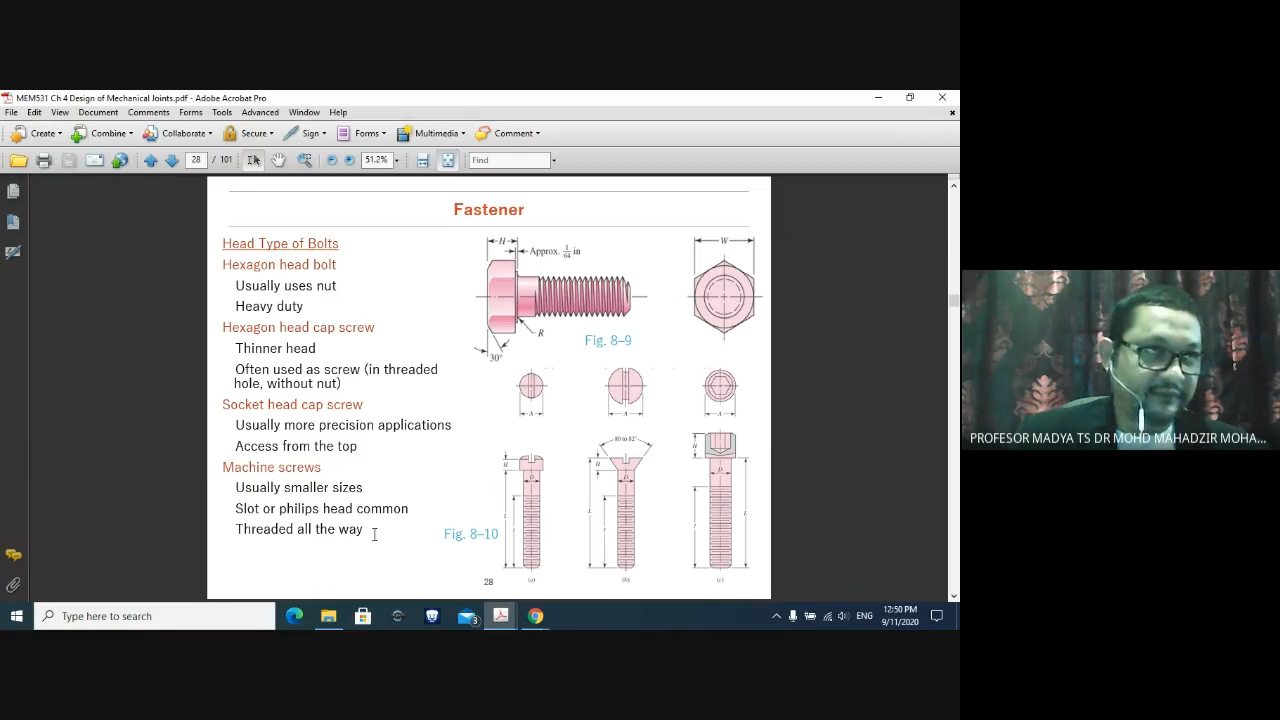 MEM531 Ch 4 Design of Mechanical Joints.pdf - Adobe Acrobat Pro
File Edit View Document Comments Forms Tools Advanced Window Help
Create Combine Collaborate Secure Sign Forms Multimedia Comment
28 / 101 51.2% Find
Fastener
Head Type of Bolts
Hexagon head bolt
Usually uses nut
Heavy duty
Hexagon head cap screw
Thinner head
Often used as screw (in threaded
hole, without nut)
Socket head cap screw
Usually more precision applications
Access from the top
Machine screws
Usually smaller sizes
Slot or philips head common
Threaded all the way
H
Approx. 1/64 in
W
R
30°
Fig. 8–9
A A A
80 to 82°
H H H
D D D
L L L
l l l
Fig. 8–10
(a) (b) (c)
28
PROFESOR MADYA TS DR MOHD MAHADZIR MOHA...
Type here to search
3
ENG
12:50 PM
9/11/2020